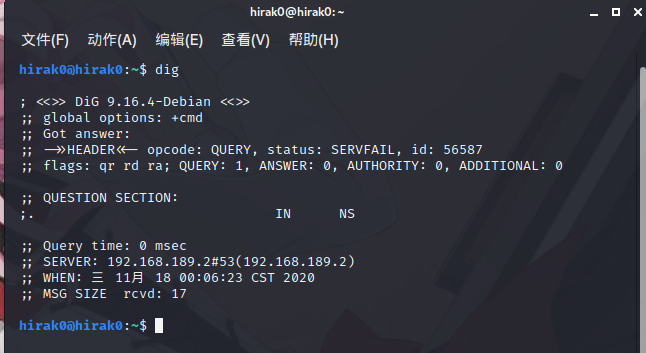 hirak0@hirak0:~
文件(F) 动作(A) 编辑(E) 查看(V) 帮助(H)
hirak0@hirak0:~$ dig
; <<>> DiG 9.16.4-Debian <<>>
;; global options: +cmd
;; Got answer:
;; ->>HEADER<<- opcode: QUERY, status: SERVFAIL, id: 56587
;; flags: qr rd ra; QUERY: 1, ANSWER: 0, AUTHORITY: 0, ADDITIONAL: 0
;; QUESTION SECTION:
;. IN NS
;; Query time: 0 msec
;; SERVER: 192.168.189.2#53(192.168.189.2)
;; WHEN: 三 11月 18 00:06:23 CST 2020
;; MSG SIZE rcvd: 17
hirak0@hirak0:~$